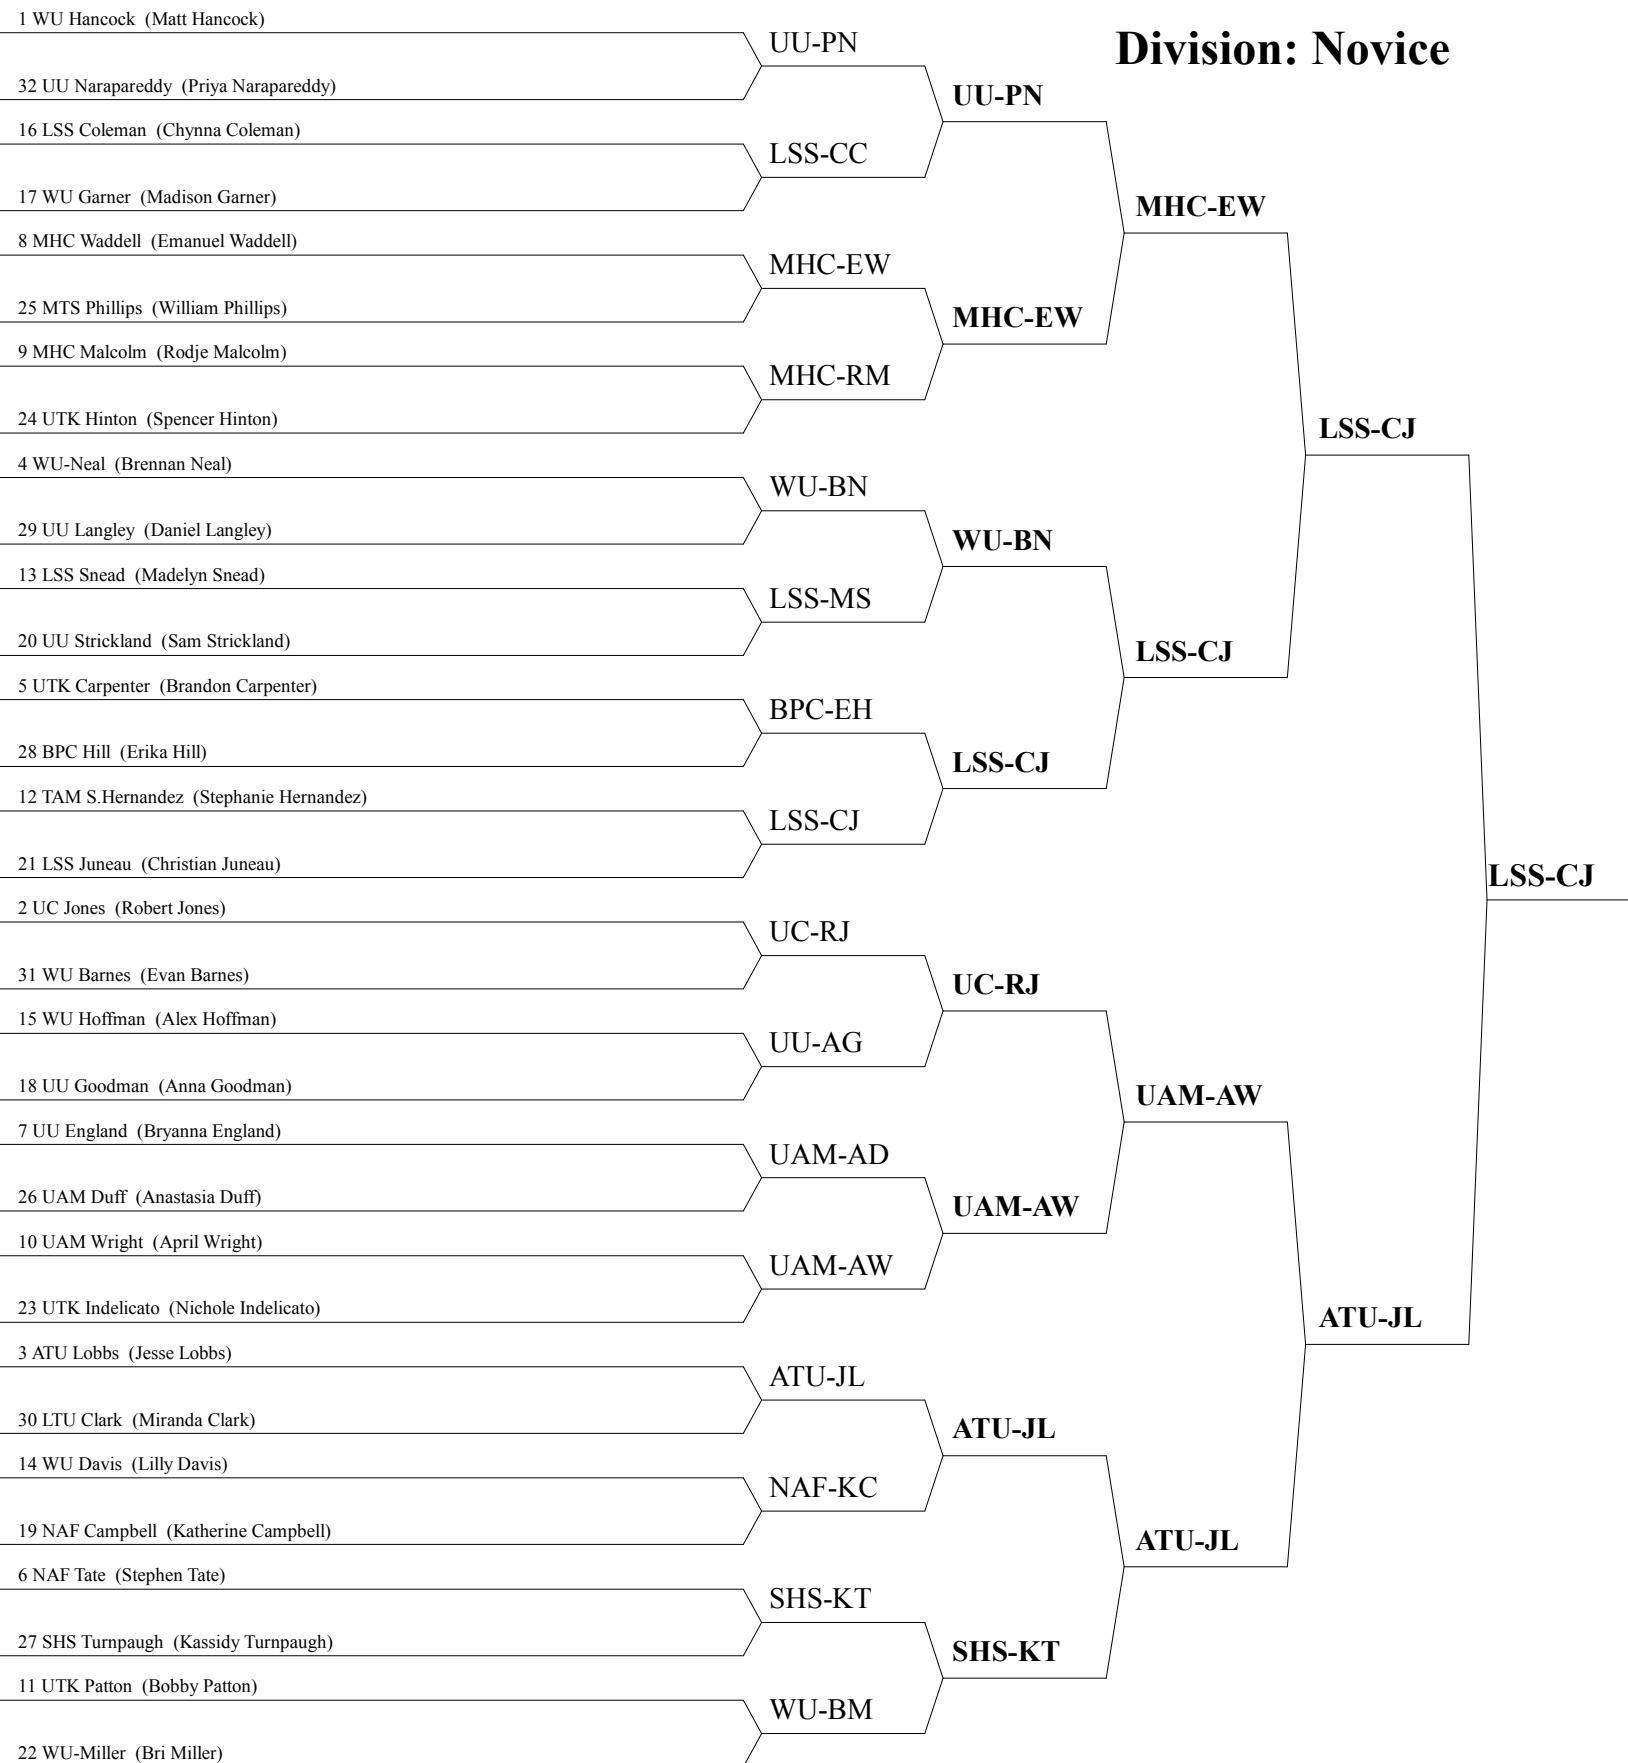 Division: Novice
1 WU Hancock (Matt Hancock)
32 UU Narapareddy (Priya Narapareddy)
16 LSS Coleman (Chynna Coleman)
17 WU Garner (Madison Garner)
8 MHC Waddell (Emanuel Waddell)
25 MTS Phillips (William Phillips)
9 MHC Malcolm (Rodje Malcolm)
24 UTK Hinton (Spencer Hinton)
4 WU-Neal (Brennan Neal)
29 UU Langley (Daniel Langley)
13 LSS Snead (Madelyn Snead)
20 UU Strickland (Sam Strickland)
5 UTK Carpenter (Brandon Carpenter)
28 BPC Hill (Erika Hill)
12 TAM S.Hernandez (Stephanie Hernandez)
21 LSS Juneau (Christian Juneau)
2 UC Jones (Robert Jones)
31 WU Barnes (Evan Barnes)
15 WU Hoffman (Alex Hoffman)
18 UU Goodman (Anna Goodman)
7 UU England (Bryanna England)
26 UAM Duff (Anastasia Duff)
10 UAM Wright (April Wright)
23 UTK Indelicato (Nichole Indelicato)
3 ATU Lobbs (Jesse Lobbs)
30 LTU Clark (Miranda Clark)
14 WU Davis (Lilly Davis)
19 NAF Campbell (Katherine Campbell)
6 NAF Tate (Stephen Tate)
27 SHS Turnpaugh (Kassidy Turnpaugh)
11 UTK Patton (Bobby Patton)
22 WU-Miller (Bri Miller)
UU-PN
LSS-CC
MHC-EW
MHC-RM
WU-BN
LSS-MS
BPC-EH
LSS-CJ
UC-RJ
UU-AG
UAM-AD
UAM-AW
ATU-JL
NAF-KC
SHS-KT
WU-BM
UU-PN
MHC-EW
WU-BN
LSS-CJ
UC-RJ
UAM-AW
ATU-JL
SHS-KT
MHC-EW
LSS-CJ
UAM-AW
ATU-JL
LSS-CJ
ATU-JL
LSS-CJ